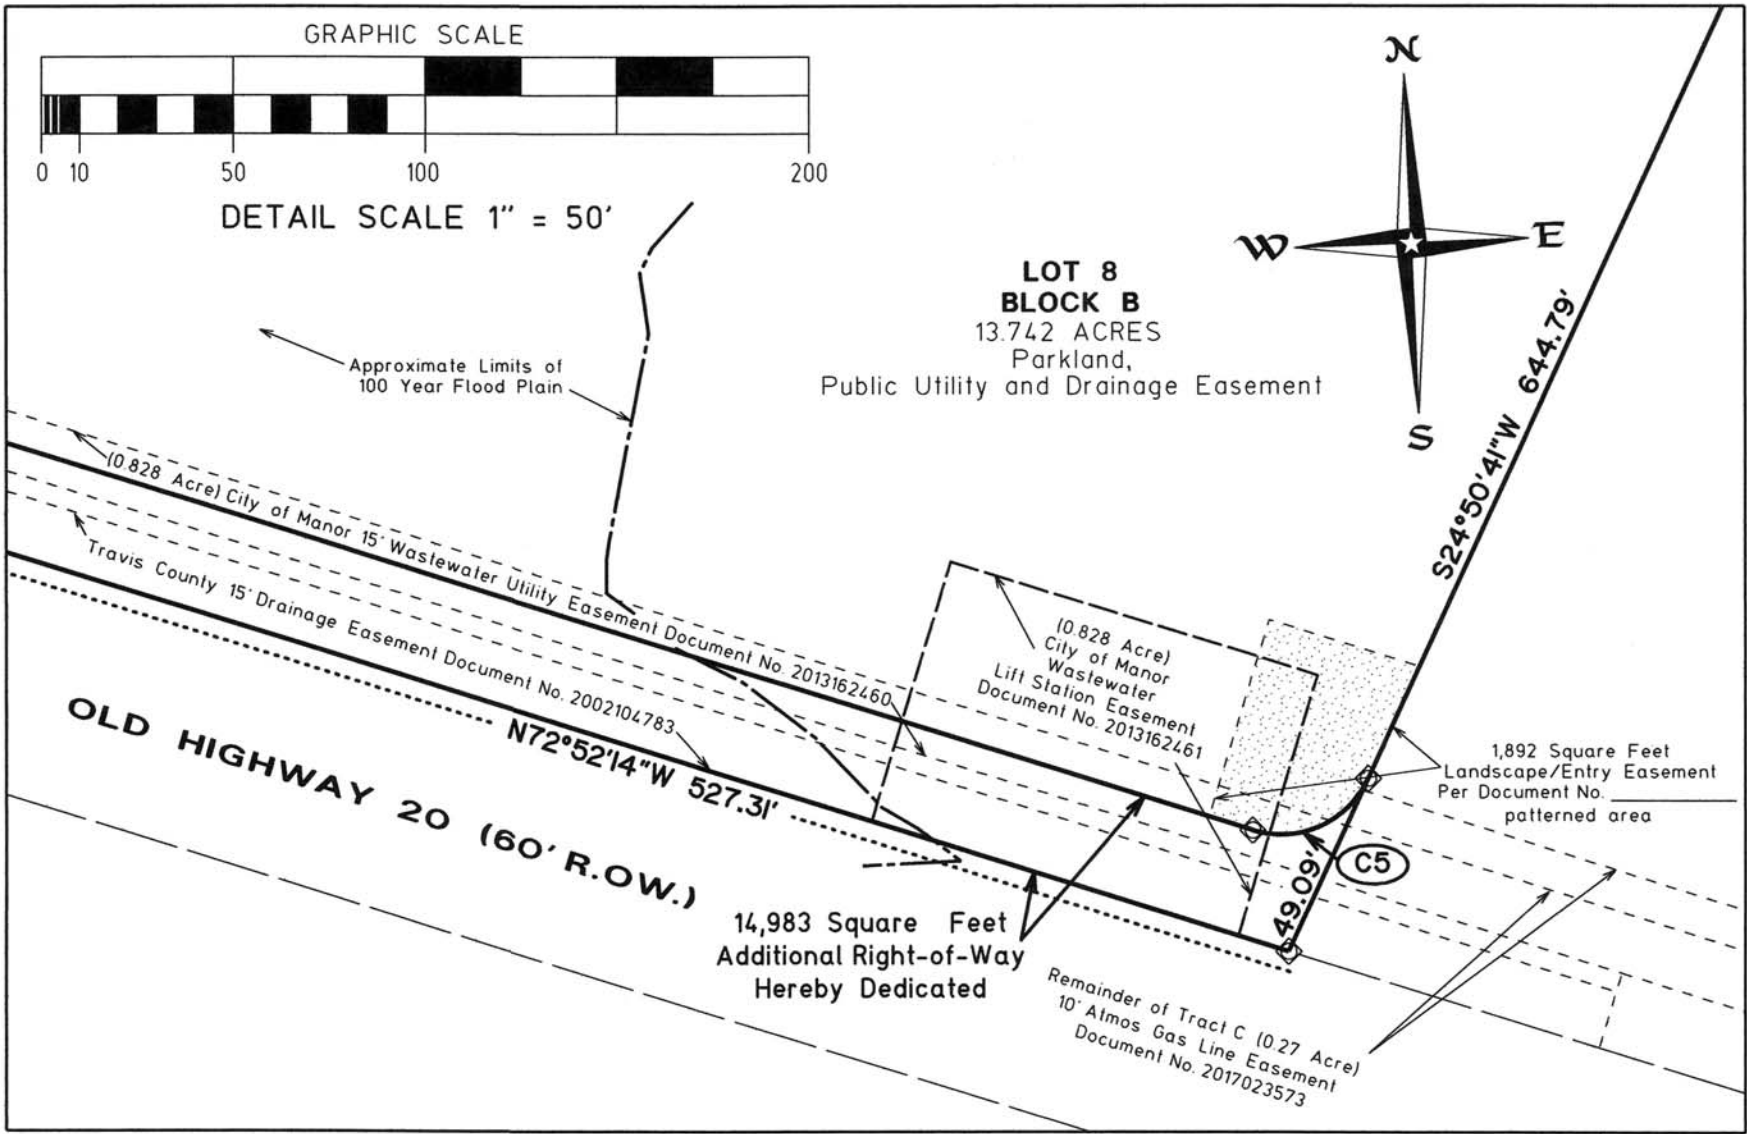 GRAPHIC SCALE
0 10 50 100 200
DETAIL SCALE 1" = 50'
N
W
E
S
LOT 8
BLOCK B
13.742 ACRES
Parkland,
Public Utility and Drainage Easement
S24°50'41"W 644.79'
Approximate Limits of
100 Year Flood Plain
(0.828 Acre) City of Manor 15' Wastewater Utility Easement Document No. 2013162460
Travis County 15' Drainage Easement Document No. 2002104783
(0.828 Acre)
City of Manor
Wastewater
Lift Station Easement
Document No. 2013162461
1,892 Square Feet
Landscape/Entry Easement
Per Document No.
patterned area
N72°52'14"W 527.31'
OLD HIGHWAY 20 (60' R.O.W.)
C5
49.09'
14,983 Square Feet
Additional Right-of-Way
Hereby Dedicated
Remainder of Tract C (0.27 Acre)
10' Atmos Gas Line Easement
Document No. 2017023573